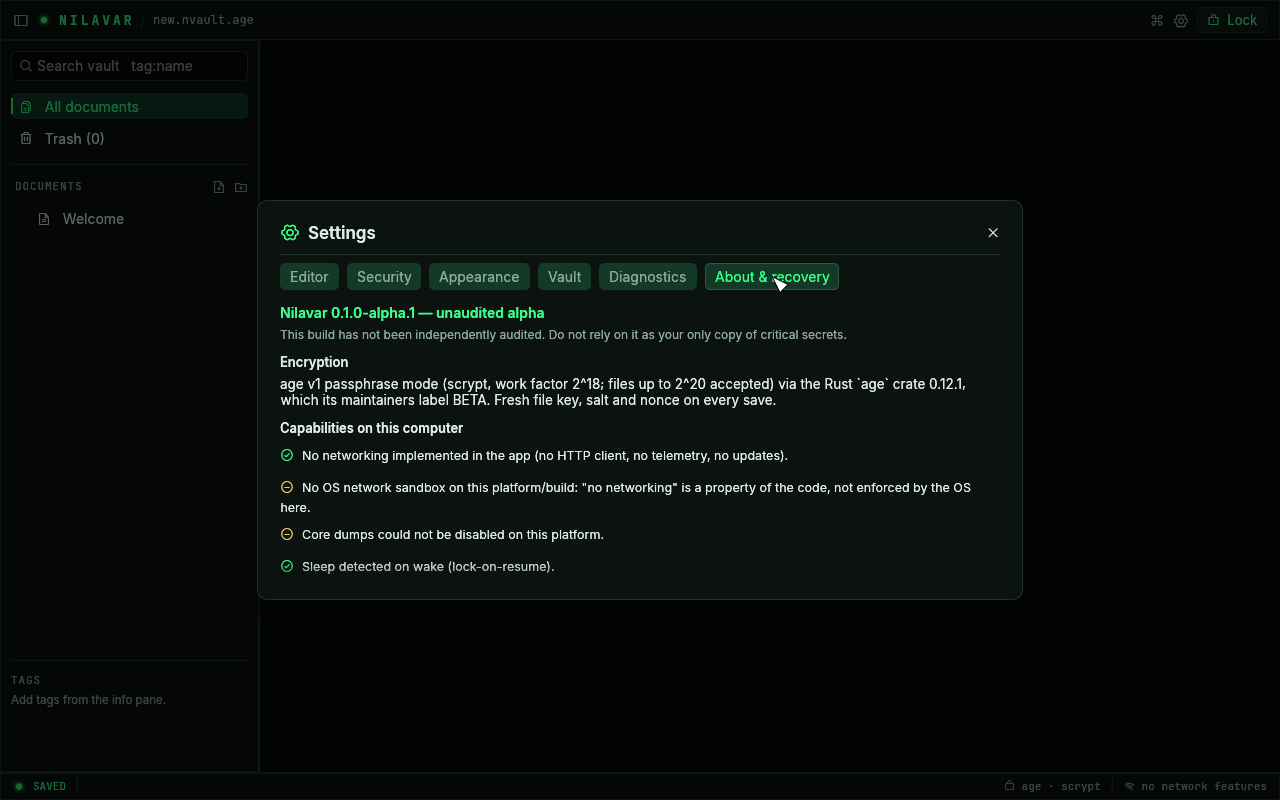 NILAVAR / new.nvault.age
Lock
Search vault tag:name
All documents
Trash (0)
DOCUMENTS
Welcome
Settings
Editor Security Appearance Vault Diagnostics About & recovery
Nilavar 0.1.0-alpha.1 — unaudited alpha
This build has not been independently audited. Do not rely on it as your only copy of critical secrets.
Encryption
age v1 passphrase mode (scrypt, work factor 2^18; files up to 2^20 accepted) via the Rust `age` crate 0.12.1,
which its maintainers label BETA. Fresh file key, salt and nonce on every save.
Capabilities on this computer
No networking implemented in the app (no HTTP client, no telemetry, no updates).
No OS network sandbox on this platform/build: "no networking" is a property of the code, not enforced by the OS
here.
Core dumps could not be disabled on this platform.
Sleep detected on wake (lock-on-resume).
TAGS
Add tags from the info pane.
SAVED
age · scrypt
no network features